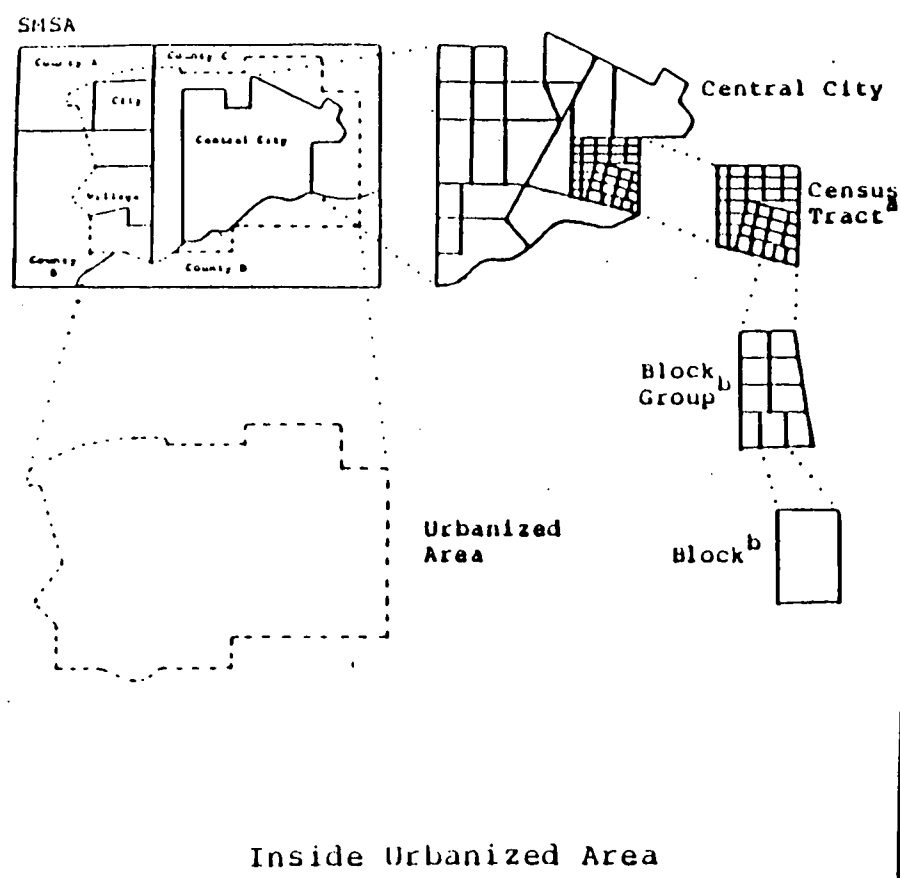 SMSA
County A
County C
City
Central City
Village
County B
County D
Central City
Census
Tract a
Block
Group b
Block b
Urbanized
Area
Inside Urbanized Area